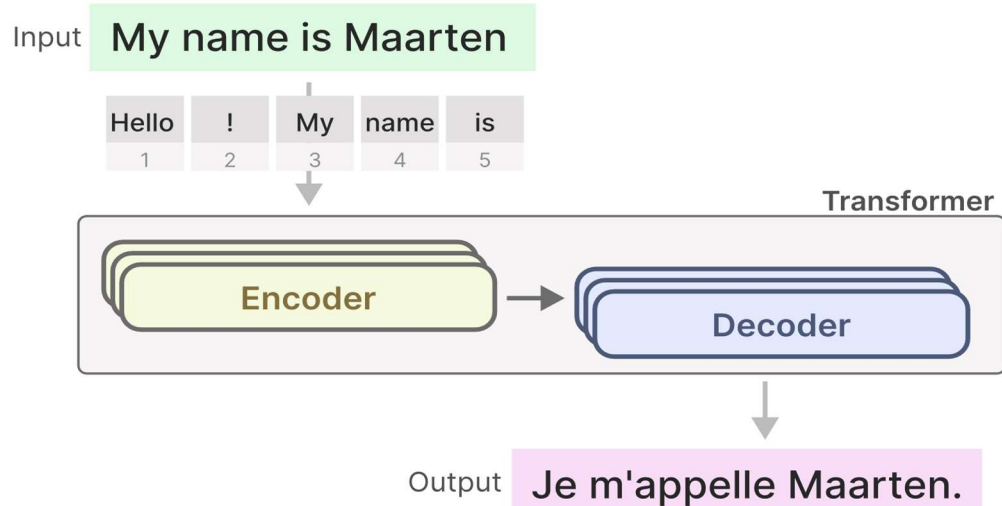 Input My name is Maarten
Hello ! My name is
1 2 3 4 5
Transformer
Encoder
Decoder
Output Je m'appelle Maarten.